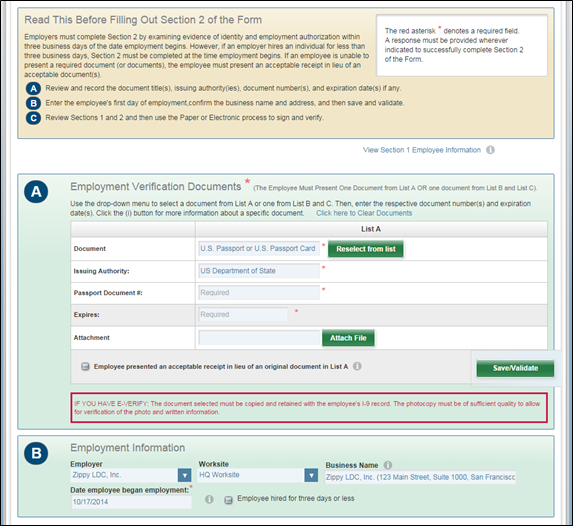 Read This Before Filling Out Section 2 of the Form
Employers must complete Section 2 by examining evidence of identity and employment authorization within
three business days of the date employment begins. However, if an employer hires an individual for less than
three business days, Section 2 must be completed at the time employment begins. If an employee is unable to
present a required document (or documents), the employee must present an acceptable receipt in lieu of an
acceptable document(s).
The red asterisk * denotes a required field.
A response must be provided wherever
indicated to successfully complete Section 2
of the Form.
A Review and record the document title(s), issuing authority(ies), document number(s), and expiration date(s) if any.
B Enter the employee's first day of employment,confirm the business name and address, and then save and validate.
C Review Sections 1 and 2 and then use the Paper or Electronic process to sign and verify.
View Section 1 Employee Information i
A Employment Verification Documents * (The Employee Must Present One Document from List A OR one document from List B and List C).
Use the drop-down menu to select a document from List A or one from List B and C. Then, enter the respective document number(s) and expiration
date(s). Click the (i) button for more information about a specific document. Click here to Clear Documents
List A
Document U.S. Passport or U.S. Passport Card * Reselect from list
Issuing Authority: US Department of State *
Passport Document #: Required *
Expires: Required *
Attachment Attach File
Employee presented an acceptable receipt in lieu of an original document in List A i
Save/Validate
IF YOU HAVE E-VERIFY: The document selected must be copied and retained with the employee's I-9 record. The photocopy must be of sufficient quality to allow
for verification of the photo and written information.
B Employment Information
Employer Worksite Business Name i
Zippy LDC, Inc. HQ Worksite Zippy LDC, Inc. (123 Main Street, Suite 1000, San Francisco
Date employee began employment: *
10/17/2014 i Employee hired for three days or less